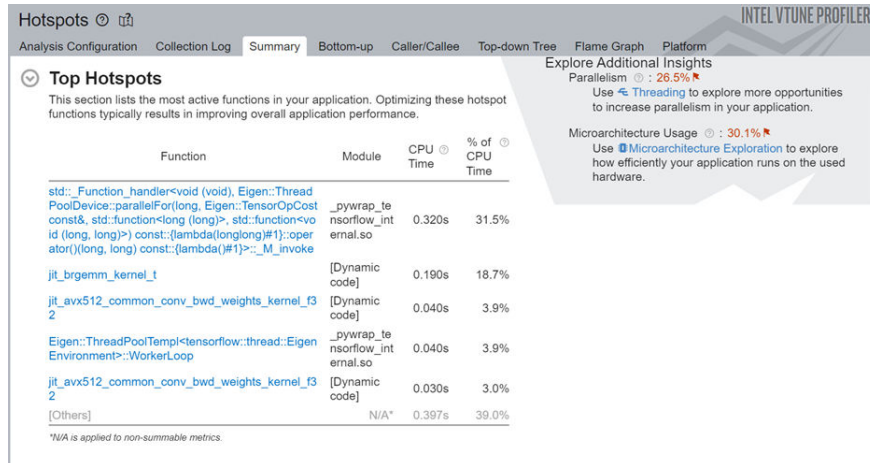 Hotspots
INTEL VTUNE PROFILER
Analysis Configuration Collection Log Summary Bottom-up Caller/Callee Top-down Tree Flame Graph Platform
Top Hotspots
This section lists the most active functions in your application. Optimizing these hotspot
functions typically results in improving overall application performance.
Function Module CPU Time % of CPU Time
std::_Function_handler<void (void), Eigen::Thread
PoolDevice::parallelFor(long, Eigen::TensorOpCost
const&, std::function<long (long)>, std::function<vo
id (long, long)>) const::{lambda(longlong)#1}::oper
ator()(long, long) const::{lambda()#1}>::_M_invoke
_pywrap_te
nsorflow_int
ernal.so
0.320s 31.5%
jit_brgemm_kernel_t
[Dynamic
code]
0.190s 18.7%
jit_avx512_common_conv_bwd_weights_kernel_f3
2
[Dynamic
code]
0.040s 3.9%
Eigen::ThreadPoolTempl<tensorflow::thread::Eigen
Environment>::WorkerLoop
_pywrap_te
nsorflow_int
ernal.so
0.040s 3.9%
jit_avx512_common_conv_bwd_weights_kernel_f3
2
[Dynamic
code]
0.030s 3.0%
[Others] N/A* 0.397s 39.0%
*N/A is applied to non-summable metrics.
Explore Additional Insights
Parallelism : 26.5%
Use Threading to explore more opportunities
to increase parallelism in your application.
Microarchitecture Usage : 30.1%
Use Microarchitecture Exploration to explore
how efficiently your application runs on the used
hardware.